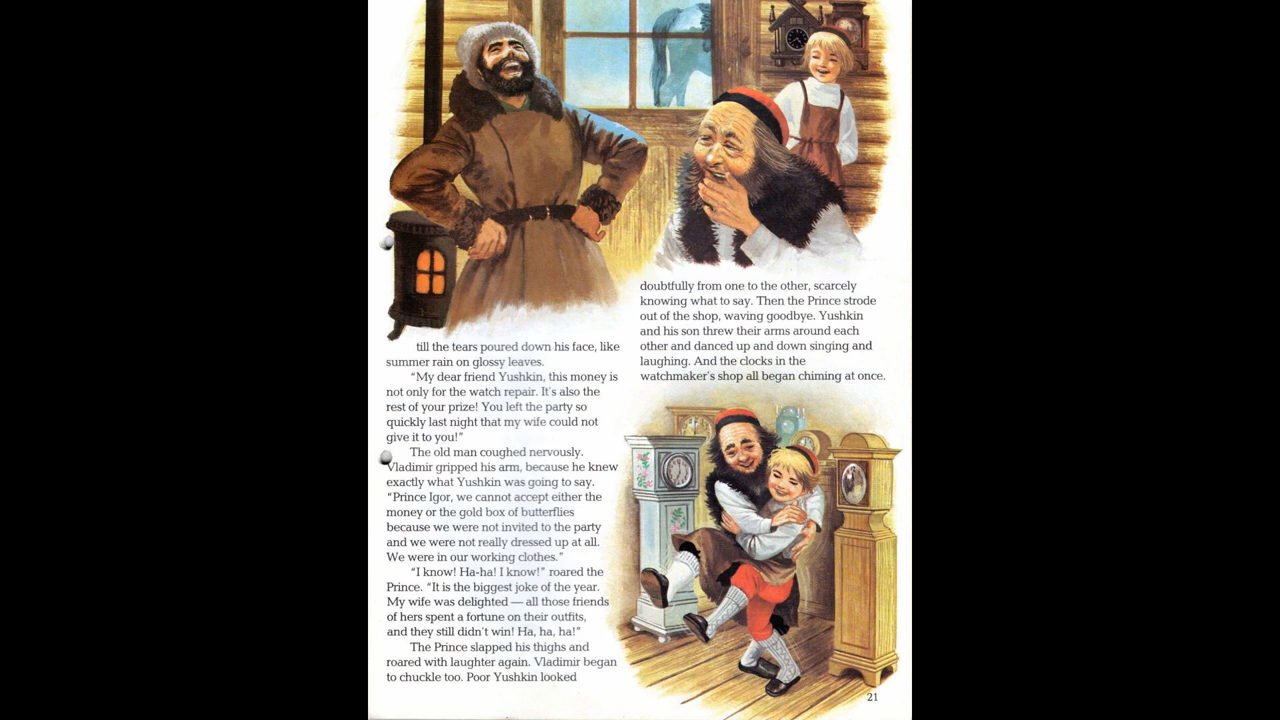 till the tears poured down his face, like
summer rain on glossy leaves.
"My dear friend Yushkin, this money is
not only for the watch repair. It's also the
rest of your prize! You left the party so
quickly last night that my wife could not
give it to you!"
The old man coughed nervously.
Vladimir gripped his arm, because he knew
exactly what Yushkin was going to say.
"Prince Igor, we cannot accept either the
money or the gold box of butterflies
because we were not invited to the party
and we were not really dressed up at all.
We were in our working clothes."
"I know! Ha-ha! I know!" roared the
Prince. "It is the biggest joke of the year.
My wife was delighted — all those friends
of hers spent a fortune on their outfits,
and they still didn't win! Ha, ha, ha!"
The Prince slapped his thighs and
roared with laughter again. Vladimir began
to chuckle too. Poor Yushkin looked
doubtfully from one to the other, scarcely
knowing what to say. Then the Prince strode
out of the shop, waving goodbye. Yushkin
and his son threw their arms around each
other and danced up and down singing and
laughing. And the clocks in the
watchmaker's shop all began chiming at once.
21